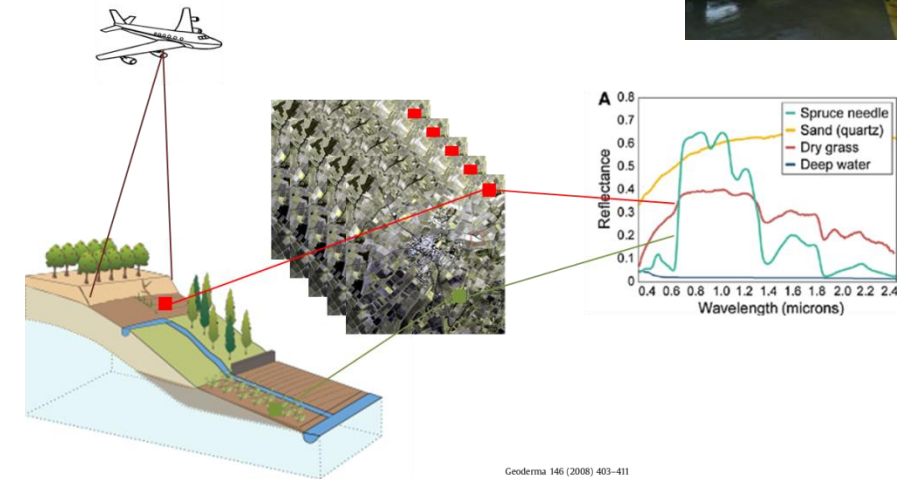 A
0.8
0.7
0.6
0.5
0.4
0.3
0.2
0.1
0
Reflectance
Spruce needle
Sand (quartz)
Dry grass
Deep water
0.4 0.6 0.8 1.0 1.2 1.4 1.6 1.8 2.0 2.2 2.4
Wavelength (microns)
Geoderma 146 (2008) 403–411